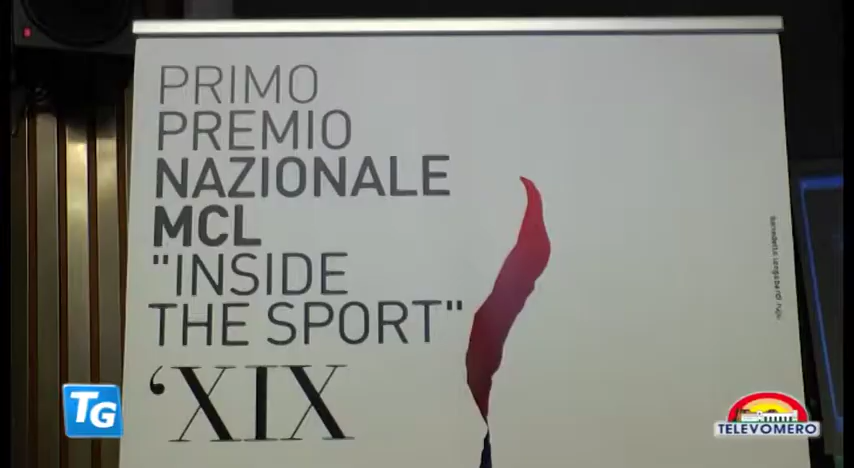 PRIMO
PREMIO
NAZIONALE
MCL
"INSIDE
THE SPORT"
‘XIX
TG
TELEVOMERO